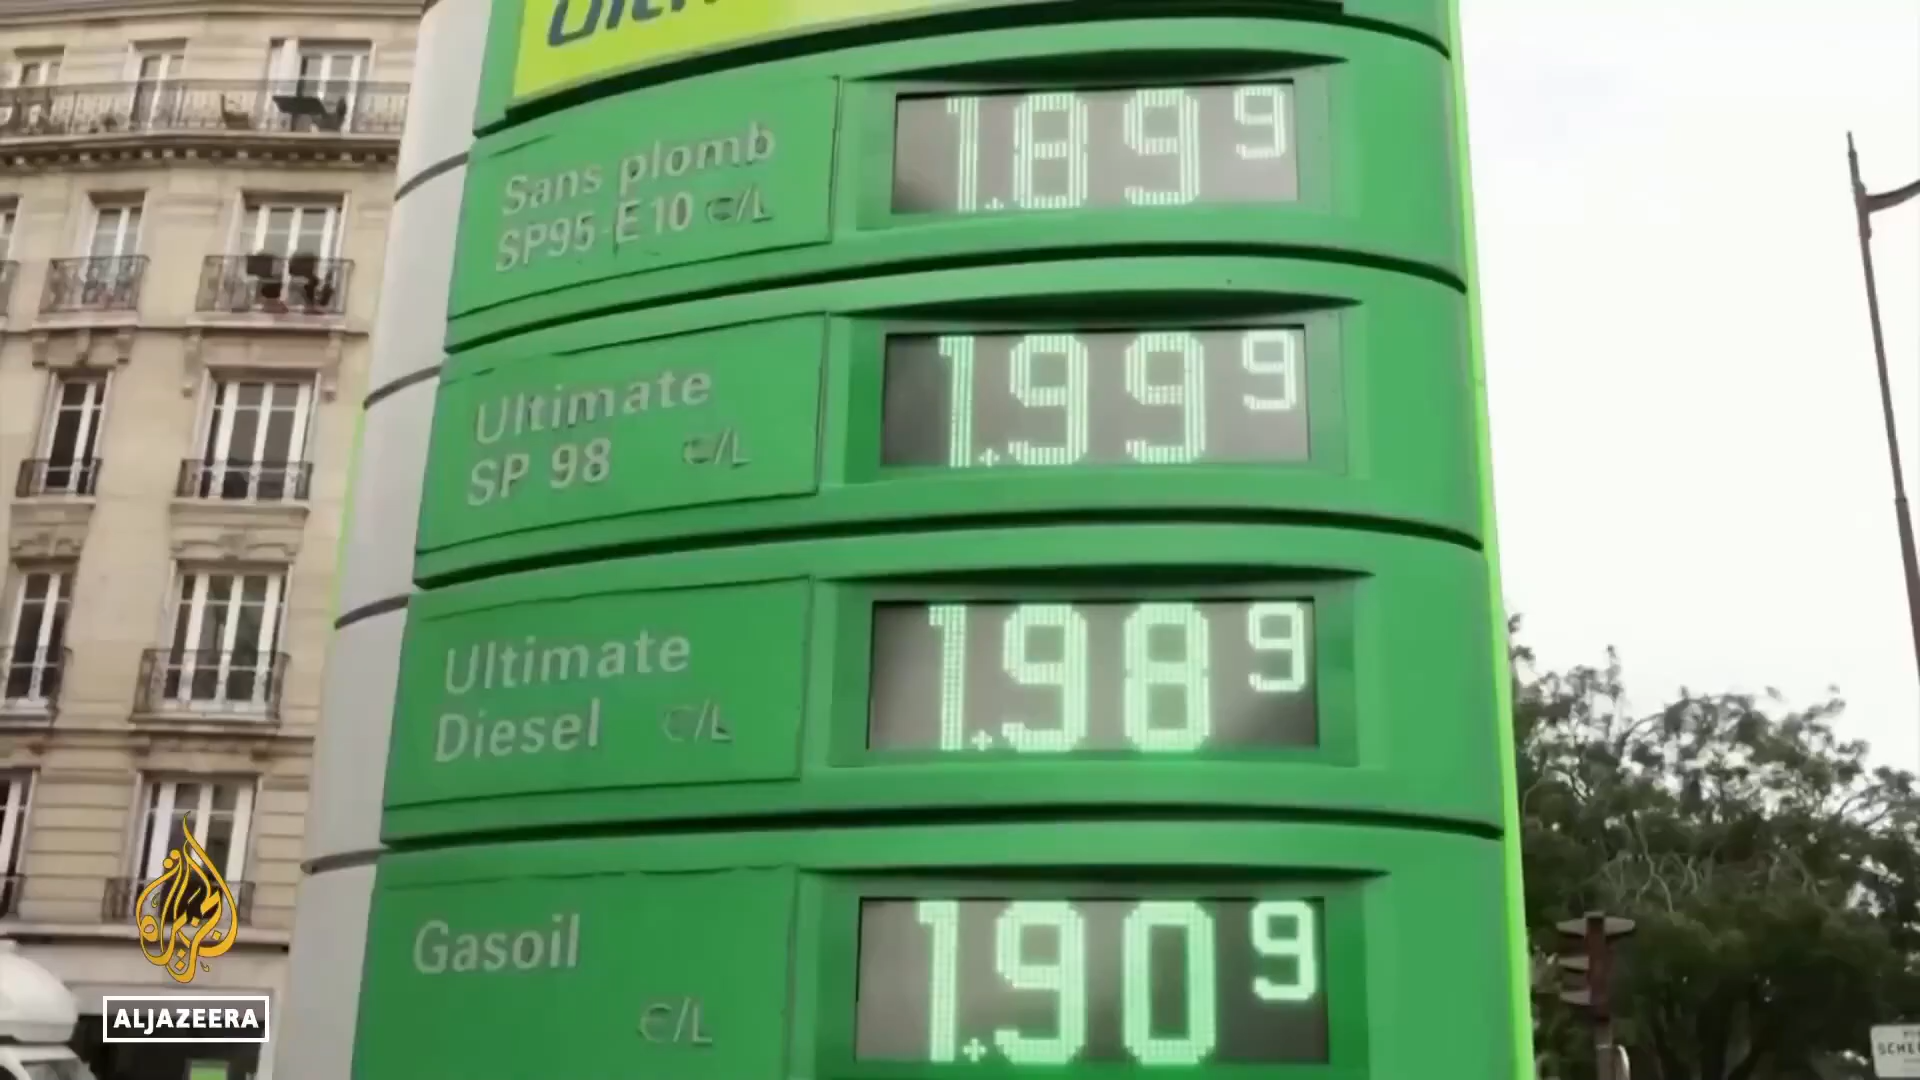 Sans plomb
SP95-E10 €/L
1.899
Ultimate
SP 98 €/L
1.999
Ultimate
Diesel €/L
1.989
Gasoil
€/L
1.909
الجزيرة
ALJAZEERA